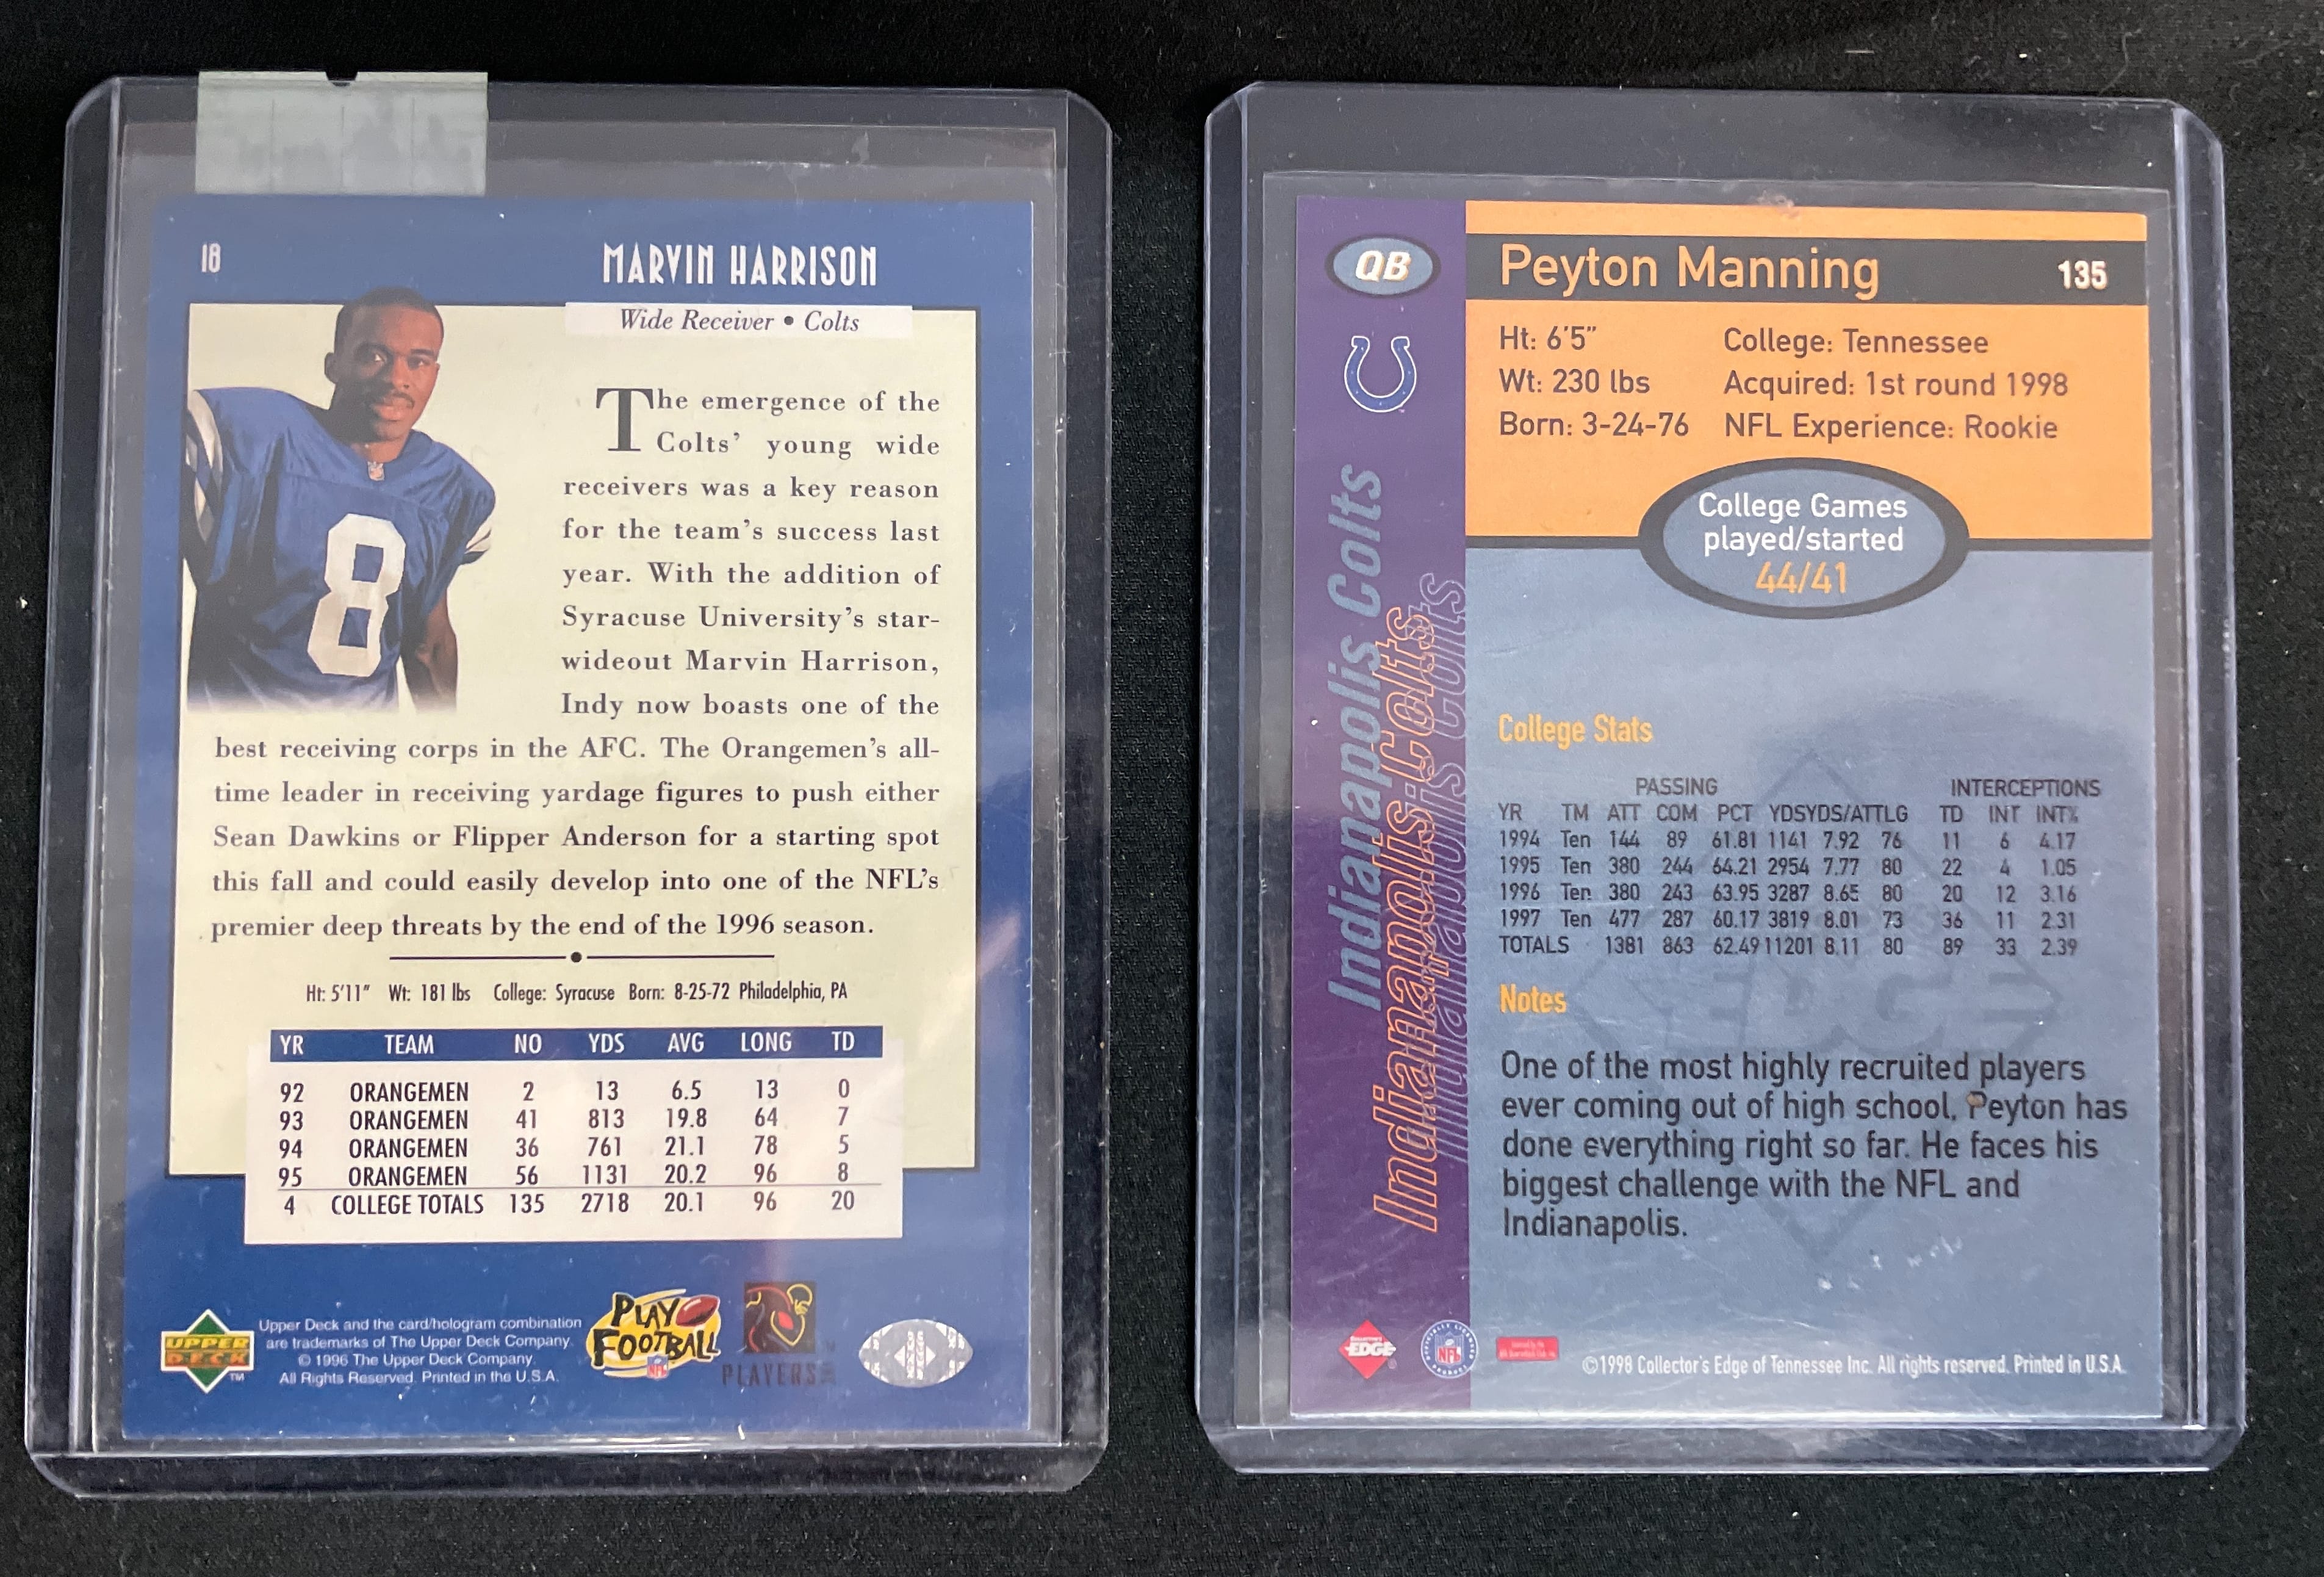 18
MARVIN HARRISON
Wide Receiver • Colts
8
The emergence of the
Colts' young wide
receivers was a key reason
for the team's success last
year. With the addition of
Syracuse University's star-
wideout Marvin Harrison,
Indy now boasts one of the
best receiving corps in the AFC. The Orangemen's all-
time leader in receiving yardage figures to push either
Sean Dawkins or Flipper Anderson for a starting spot
this fall and could easily develop into one of the NFL's
premier deep threats by the end of the 1996 season.
Ht: 5'11" Wt: 181 lbs College: Syracuse Born: 8-25-72 Philadelphia, PA
YR TEAM NO YDS AVG LONG TD
92 ORANGEMEN 2 13 6.5 13 0
93 ORANGEMEN 41 813 19.8 64 7
94 ORANGEMEN 36 761 21.1 78 5
95 ORANGEMEN 56 1131 20.2 96 8
4 COLLEGE TOTALS 135 2718 20.1 96 20
UPPER
DECK
TM
Upper Deck and the card/hologram combination
are trademarks of The Upper Deck Company.
© 1996 The Upper Deck Company.
All Rights Reserved. Printed in the U.S.A.
PLAY
FOOTBALL
NFL
PLAYERS
QB
Peyton Manning
135
Ht: 6'5" College: Tennessee
Wt: 230 lbs Acquired: 1st round 1998
Born: 3-24-76 NFL Experience: Rookie
College Games
played/started
44/41
Indianapolis Colts
Indianapolis Colts
Indianapolis Colts
College Stats
PASSING INTERCEPTIONS
YR TM ATT COM PCT YDSYDS/ATTLG TD INT INT%
1994 Ten 144 89 61.81 1141 7.92 76 11 6 4.17
1995 Ten 380 244 64.21 2954 7.77 80 22 4 1.05
1996 Ten 380 243 63.95 3287 8.65 80 20 12 3.16
1997 Ten 477 287 60.17 3819 8.01 73 36 11 2.31
TOTALS 1381 863 62.49 11201 8.11 80 89 33 2.39
EDGE
Notes
One of the most highly recruited players
ever coming out of high school, Peyton has
done everything right so far. He faces his
biggest challenge with the NFL and
Indianapolis.
EDGE
NFL
©1998 Collector's Edge of Tennessee Inc. All rights reserved. Printed in U.S.A.